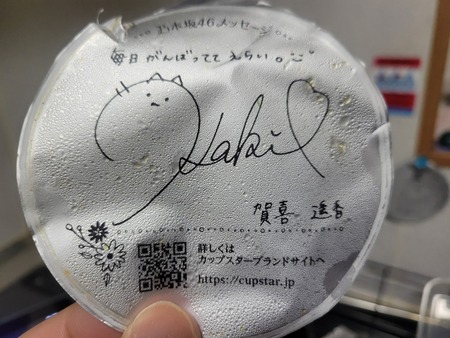 乃木坂46メッセージ
毎日がんばってて えらい。
Kaki
賀喜 遥香
詳しくは
カップスターブランドサイトへ
https://cupstar.jp